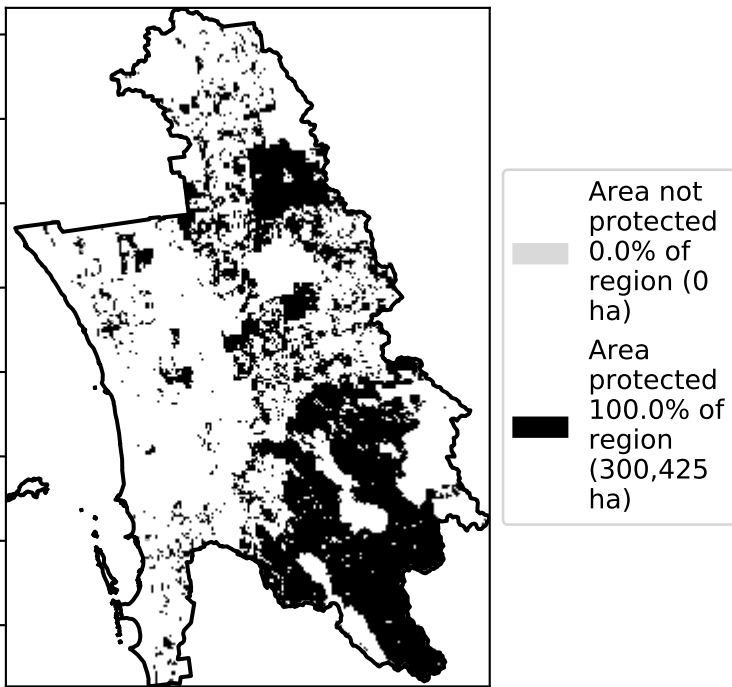 Area not
protected
0.0% of
region (0
ha)
Area
protected
100.0% of
region
(300,425
ha)